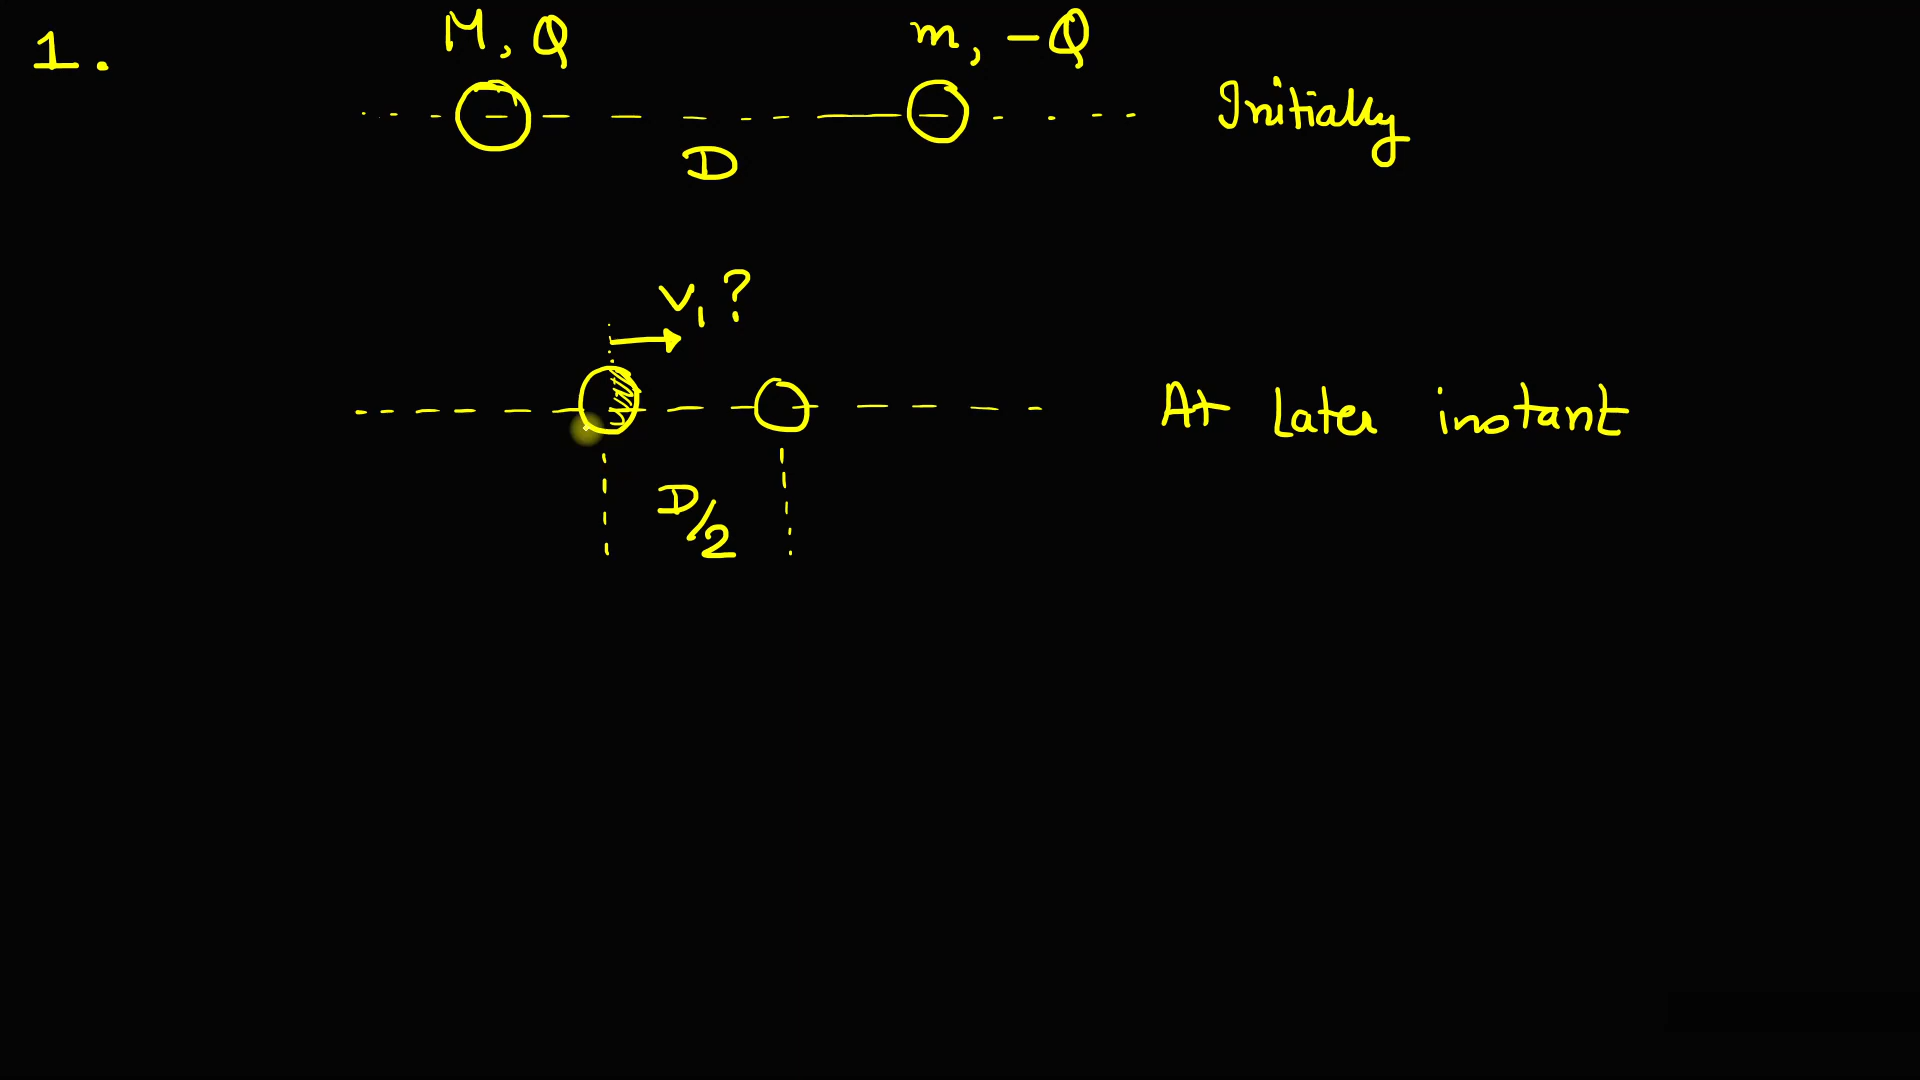 1.
M, Q
m, -Q
Initially
D
v₁ ?
At later instant
D/2